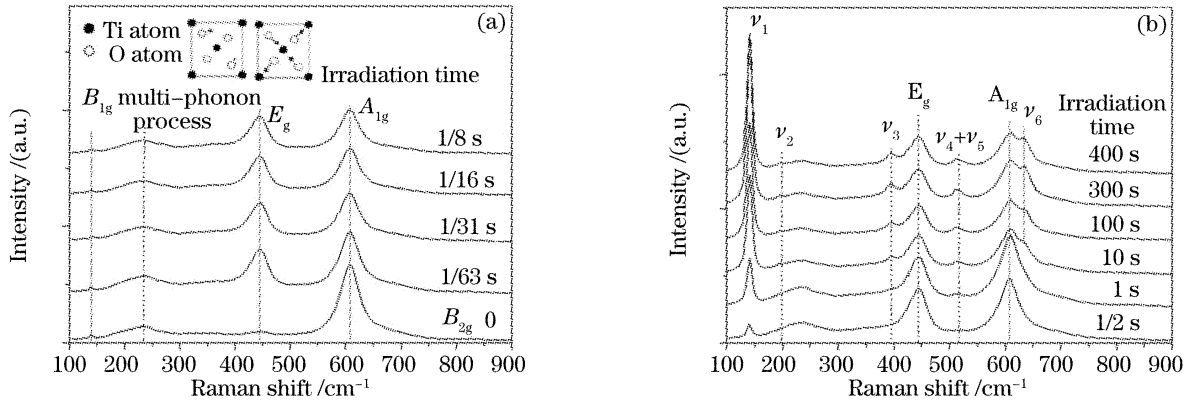 (a)
Ti atom
O atom
Irradiation time
B1g multi-phonon
process
Eg
A1g
1/8 s
1/16 s
1/31 s
1/63 s
B2g 0
Intensity /(a.u.)
100 200 300 400 500 600 700 800 900
Raman shift /cm−1
(b)
ν1
ν2
ν3
Eg
ν4+ν5
A1g
ν6
Irradiation
time
400 s
300 s
100 s
10 s
1 s
1/2 s
Intensity /(a.u.)
100 200 300 400 500 600 700 800 900
Raman shift /cm−1